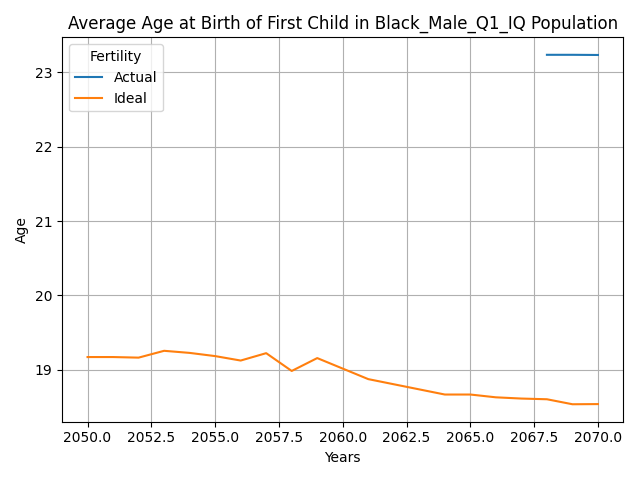 Average Age at Birth of First Child in Black_Male_Q1_IQ Population
Fertility
Actual
Ideal
23
22
21
20
19
Age
2050.0 2052.5 2055.0 2057.5 2060.0 2062.5 2065.0 2067.5 2070.0
Years